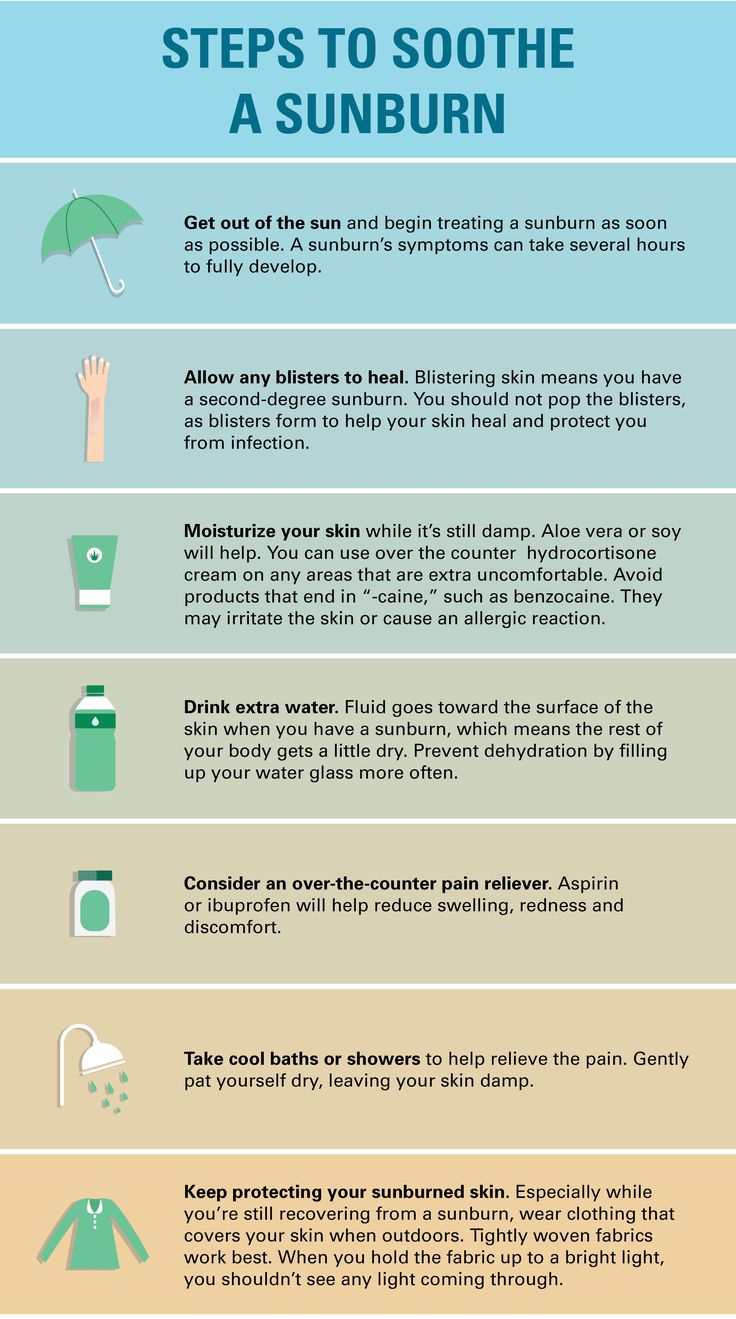 STEPS TO SOOTHE
A SUNBURN
Get out of the sun and begin treating a sunburn as soon
as possible. A sunburn’s symptoms can take several hours
to fully develop.
Allow any blisters to heal. Blistering skin means you have
a second-degree sunburn. You should not pop the blisters,
as blisters form to help your skin heal and protect you
from infection.
Moisturize your skin while it’s still damp. Aloe vera or soy
will help. You can use over the counter  hydrocortisone
cream on any areas that are extra uncomfortable. Avoid
products that end in “-caine,” such as benzocaine. They
may irritate the skin or cause an allergic reaction.
Drink extra water. Fluid goes toward the surface of the
skin when you have a sunburn, which means the rest of
your body gets a little dry. Prevent dehydration by filling
up your water glass more often.
Consider an over-the-counter pain reliever. Aspirin
or ibuprofen will help reduce swelling, redness and
discomfort.
Take cool baths or showers to help relieve the pain. Gently
pat yourself dry, leaving your skin damp.
Keep protecting your sunburned skin. Especially while
you’re still recovering from a sunburn, wear clothing that
covers your skin when outdoors. Tightly woven fabrics
work best. When you hold the fabric up to a bright light,
you shouldn’t see any light coming through.